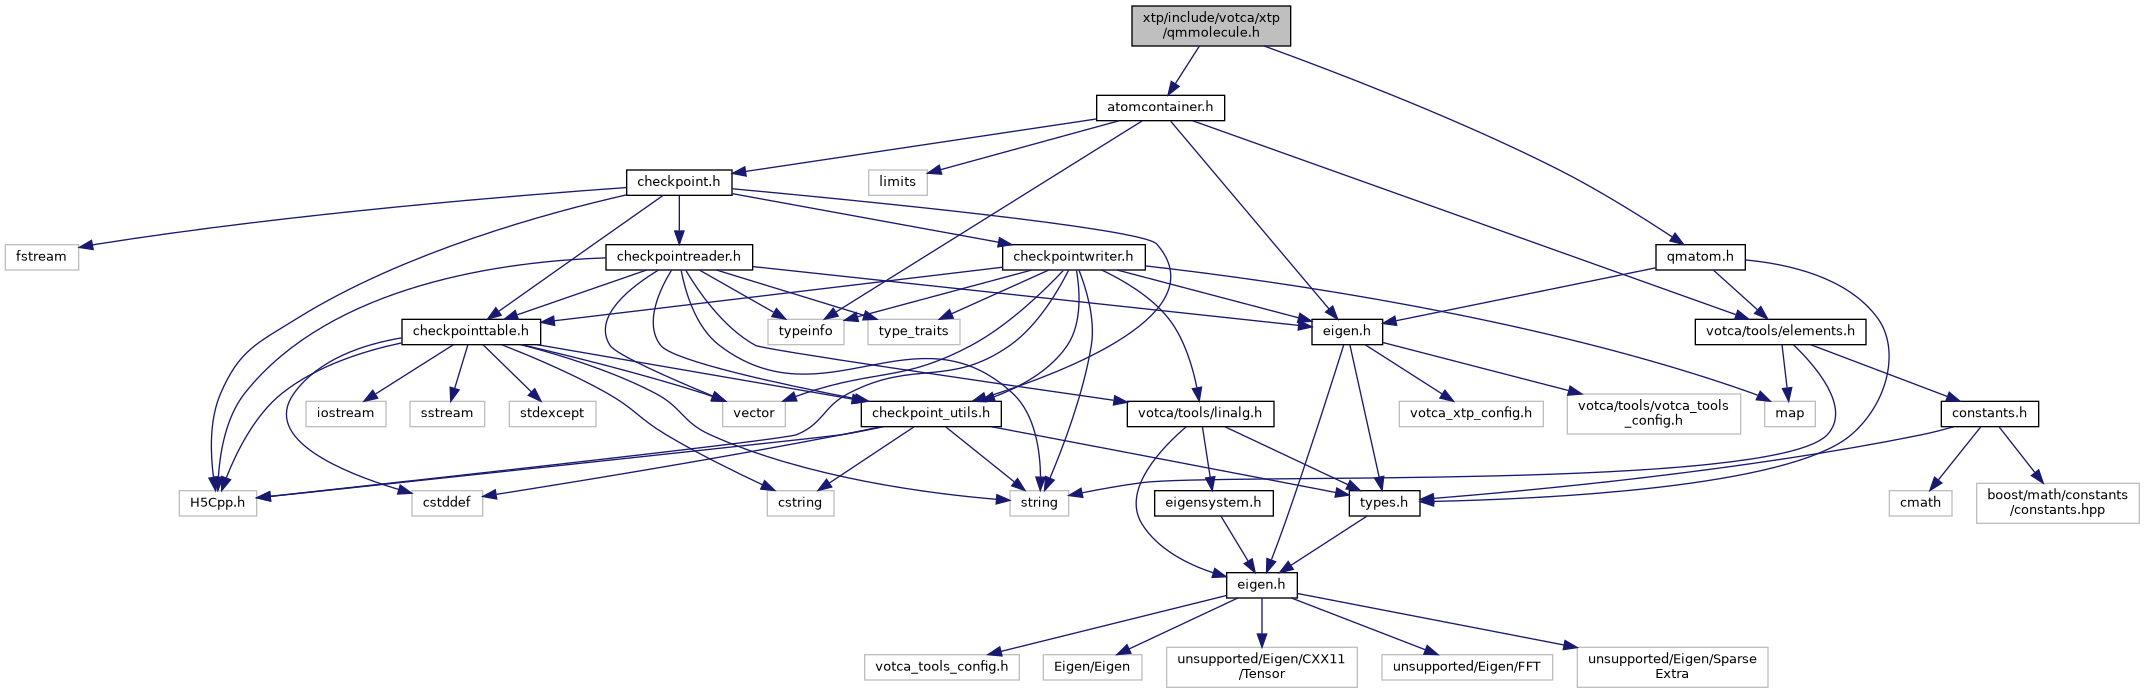 xtp/include/votca/xtp
/qmmolecule.h
atomcontainer.h
checkpoint.h
limits
fstream
checkpointreader.h
checkpointwriter.h
qmatom.h
checkpointtable.h
typeinfo
type_traits
eigen.h
votca/tools/elements.h
iostream
sstream
stdexcept
vector
checkpoint_utils.h
votca/tools/linalg.h
votca_xtp_config.h
votca/tools/votca_tools
_config.h
map
constants.h
H5Cpp.h
cstddef
cstring
string
eigensystem.h
types.h
cmath
boost/math/constants
/constants.hpp
eigen.h
votca_tools_config.h
Eigen/Eigen
unsupported/Eigen/CXX11
/Tensor
unsupported/Eigen/FFT
unsupported/Eigen/Sparse
Extra